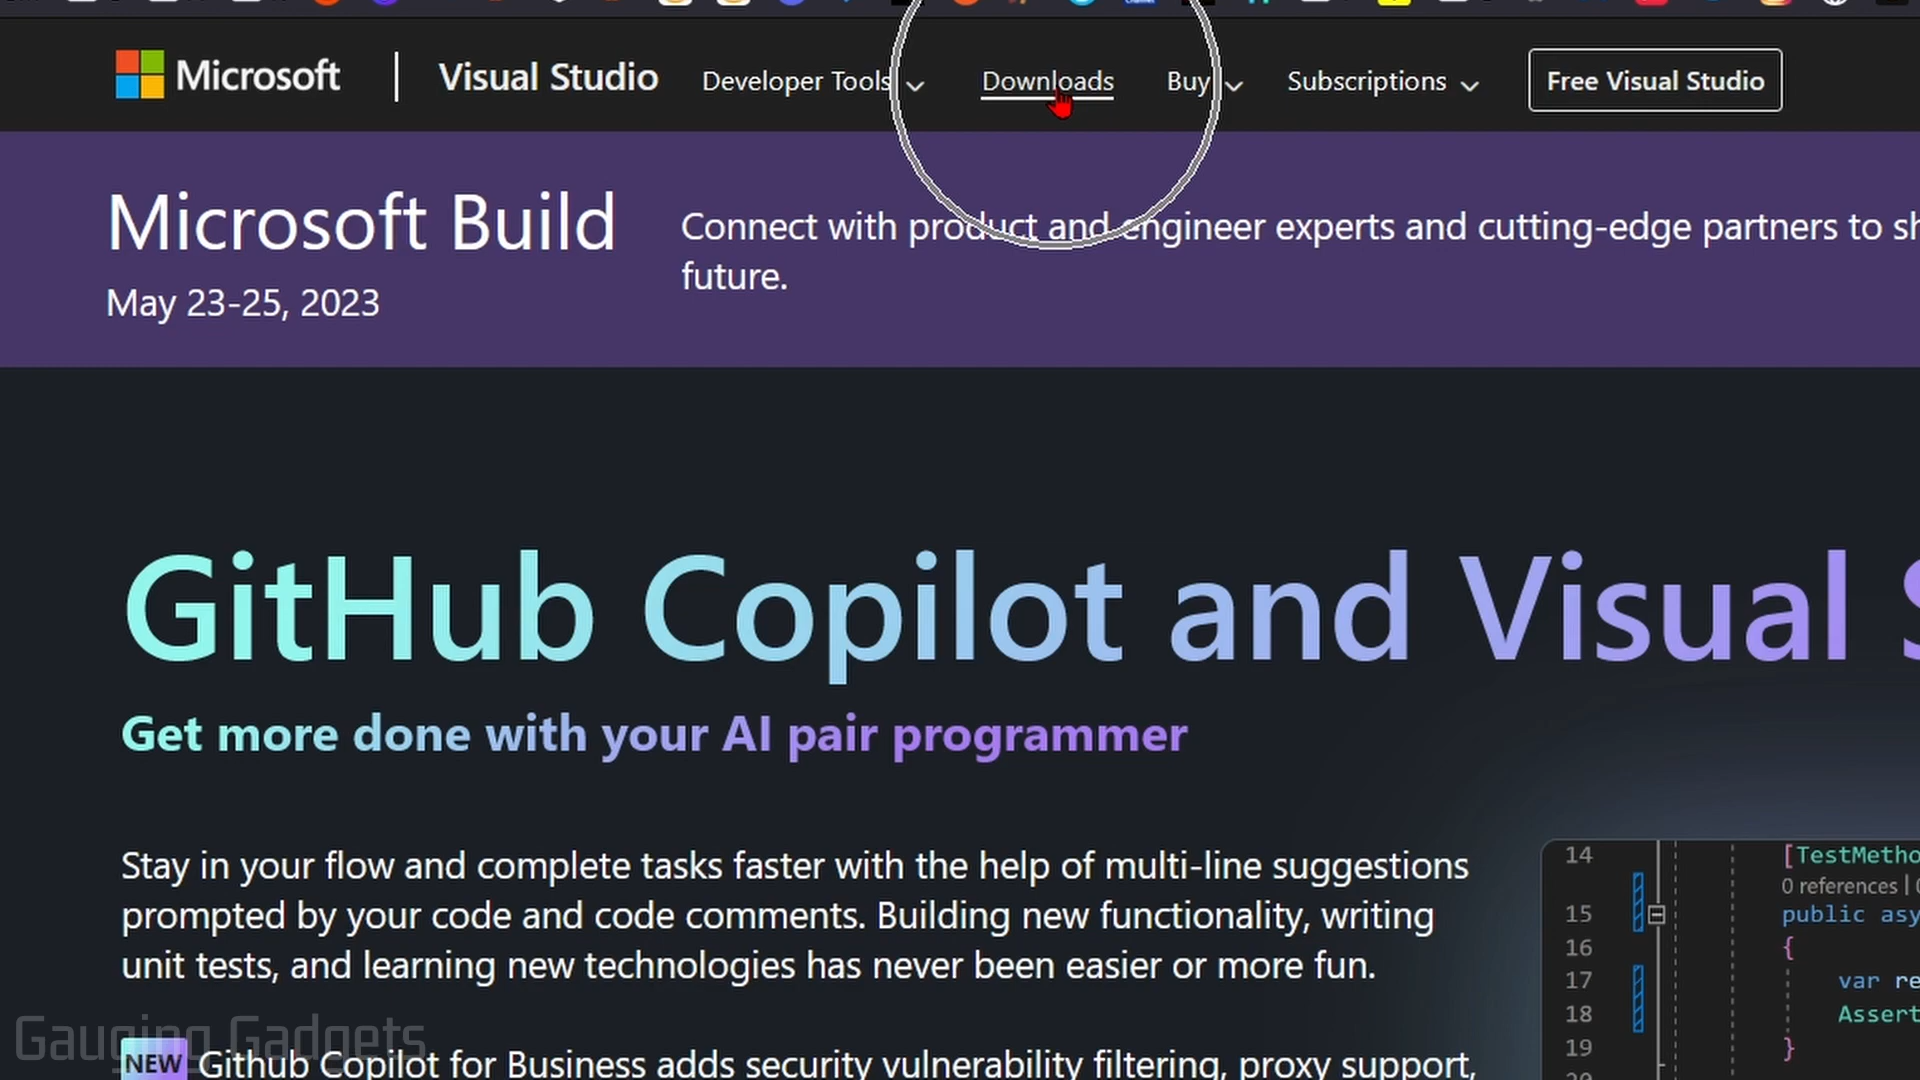 Microsoft | Visual Studio Developer Tools Downloads Buy Subscriptions Free Visual Studio
Microsoft Build
May 23-25, 2023
Connect with product and engineer experts and cutting-edge partners to sh
future.
GitHub Copilot and Visual S
Get more done with your AI pair programmer
Stay in your flow and complete tasks faster with the help of multi-line suggestions
prompted by your code and code comments. Building new functionality, writing
unit tests, and learning new technologies has never been easier or more fun.
NEW Github Copilot for Business adds security vulnerability filtering, proxy support,
14 [TestMetho
0 references |
15 public asy
16 {
17 var re
18 Assert
19 }
20
Gauging Gadgets